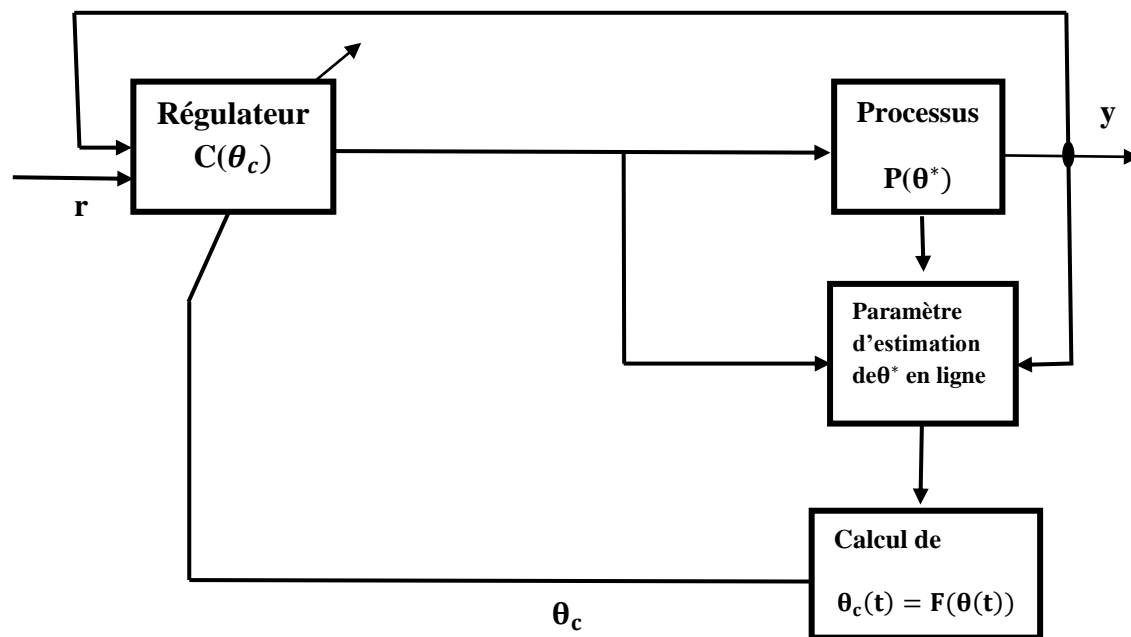 Régulateur
C(θ_c)
r
Processus
P(θ*)
y
Paramètre
d'estimation
deθ* en ligne
Calcul de
θ_c(t) = F(θ(t))
θ_c